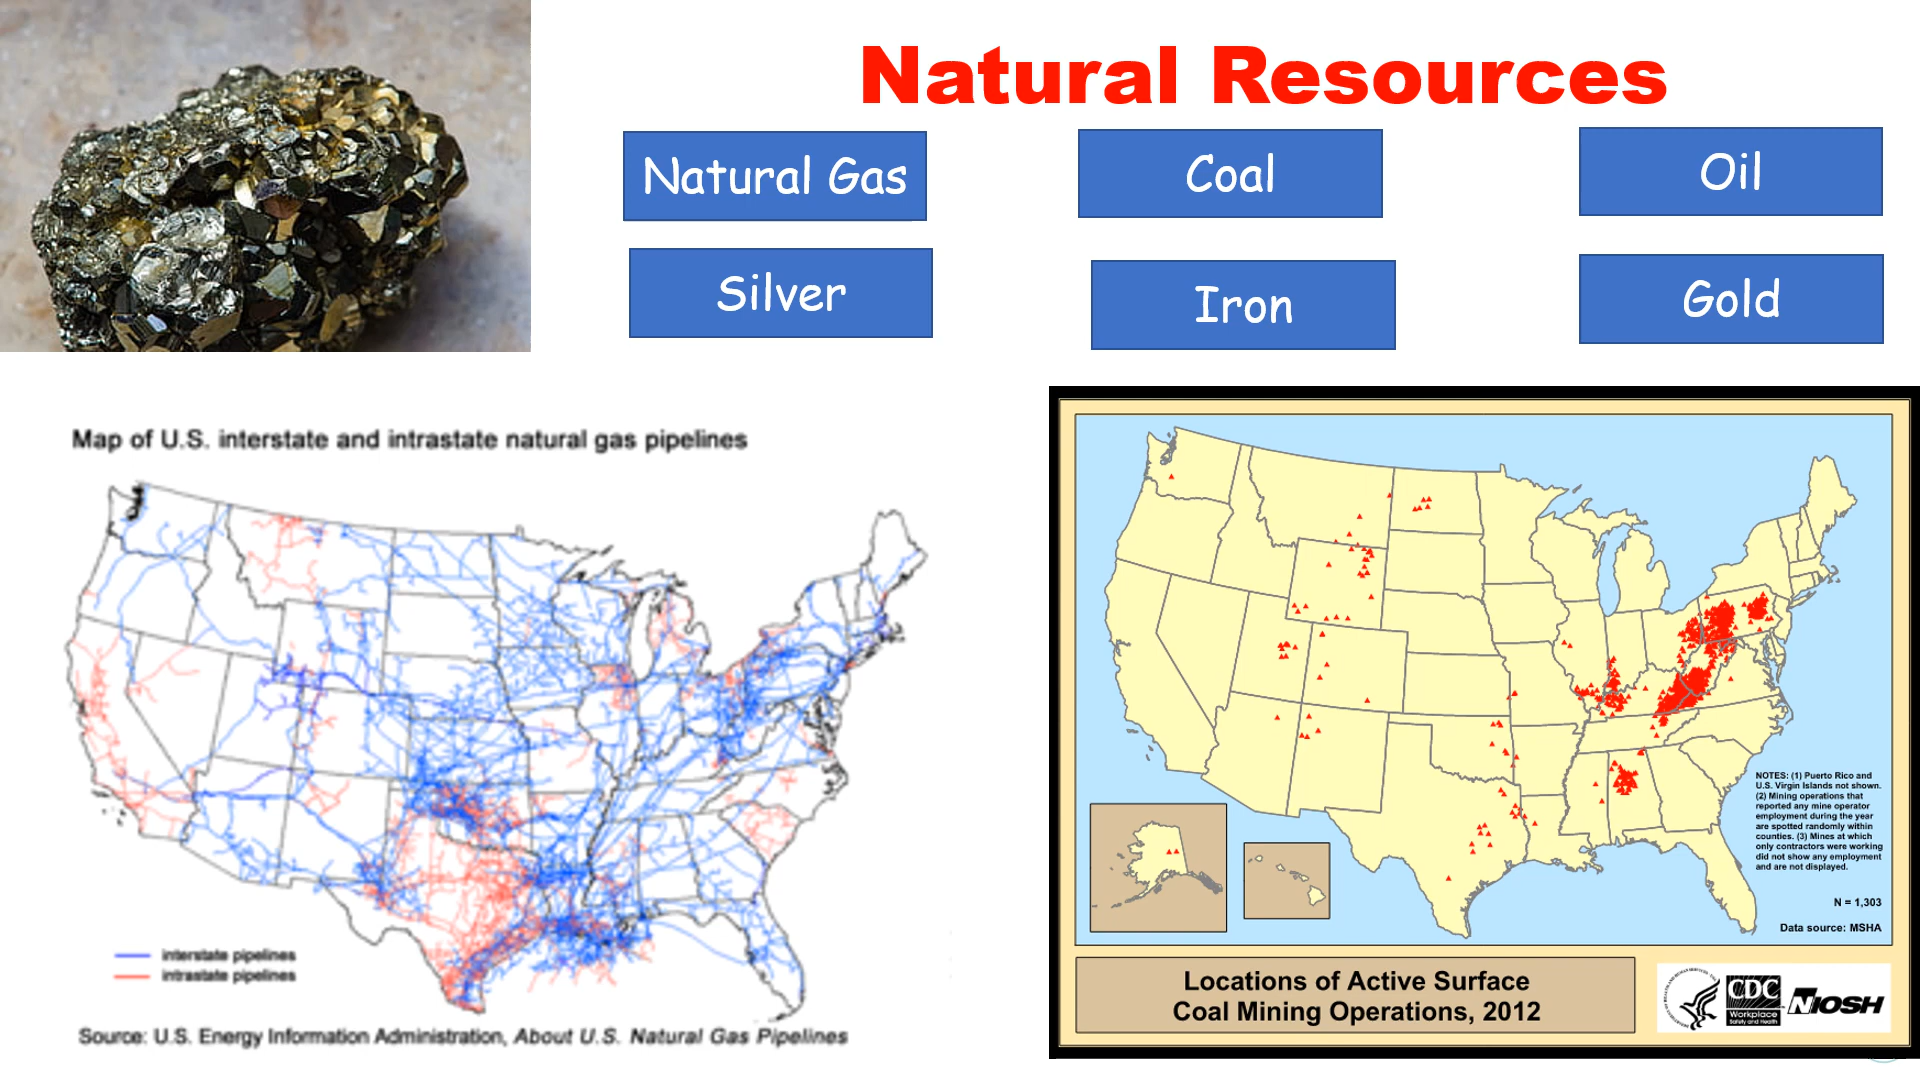 Natural Resources
Natural Gas
Coal
Oil
Silver
Iron
Gold
Map of U.S. interstate and intrastate natural gas pipelines
interstate pipelines
intrastate pipelines
Source: U.S. Energy Information Administration, About U.S. Natural Gas Pipelines
NOTES: (1) Puerto Rico and
U.S. Virgin Islands not shown.
(2) Mining operations that
reported any mine operator
employment during the year
are spotted randomly within
counties. (3) Mines at which
only contractors were working
did not show any employment
and are not displayed.
N = 1,303
Data source: MSHA
Locations of Active Surface
Coal Mining Operations, 2012
CDC
Workplace
Safety and Health
NIOSH